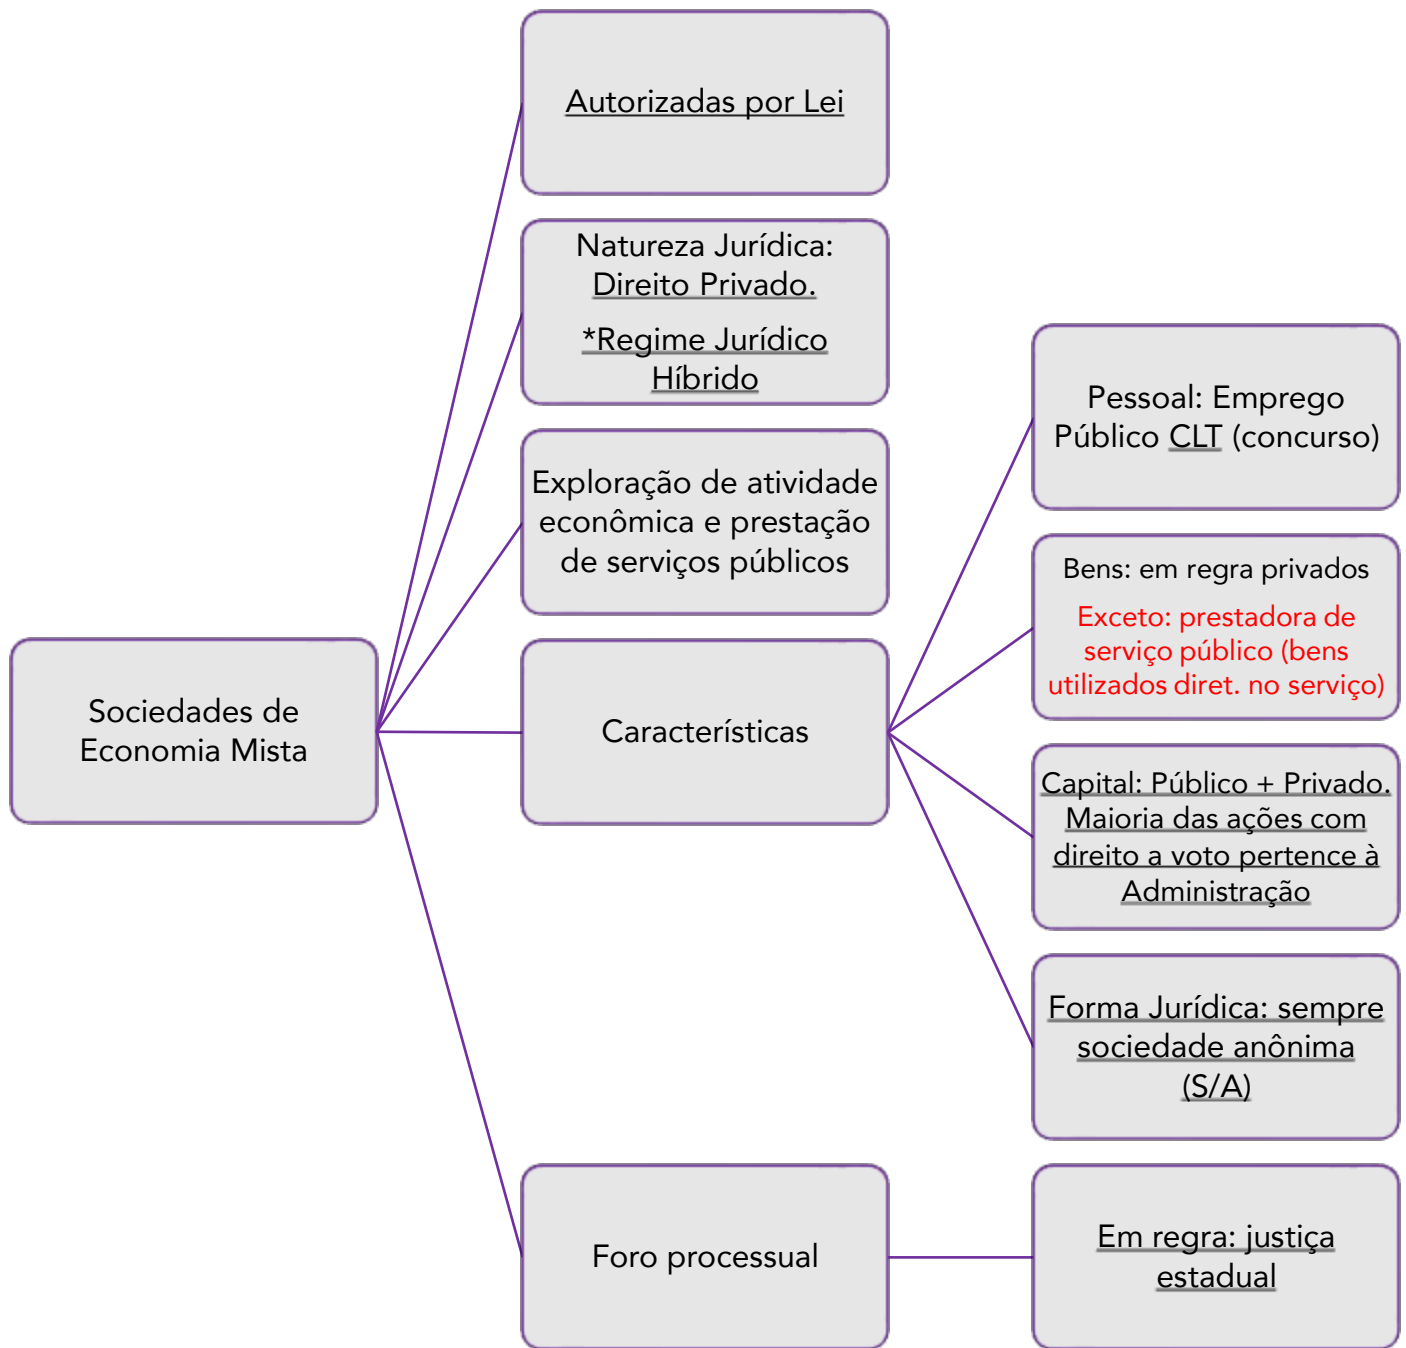 Autorizadas por Lei
Natureza Jurídica:
Direito Privado.
*Regime Jurídico
Híbrido
Exploração de atividade
econômica e prestação
de serviços públicos
Sociedades de
Economia Mista
Características
Pessoal: Emprego
Público CLT (concurso)
Bens: em regra privados
Exceto: prestadora de
serviço público (bens
utilizados diret. no serviço)
Capital: Público + Privado.
Maioria das ações com
direito a voto pertence à
Administração
Forma Jurídica: sempre
sociedade anônima
(S/A)
Foro processual
Em regra: justiça
estadual